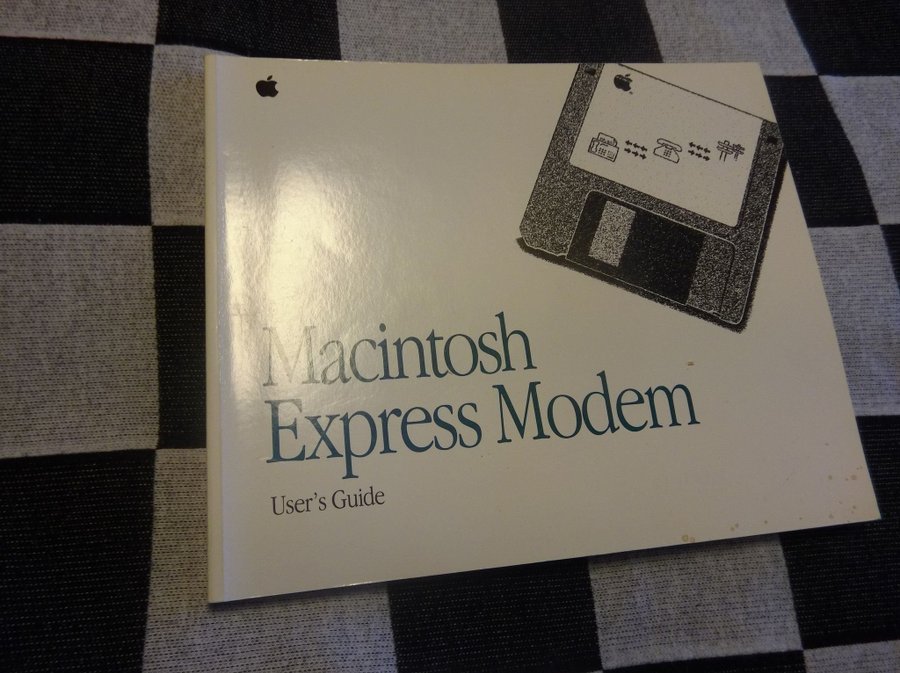 Macintosh
Express Modem
User's Guide